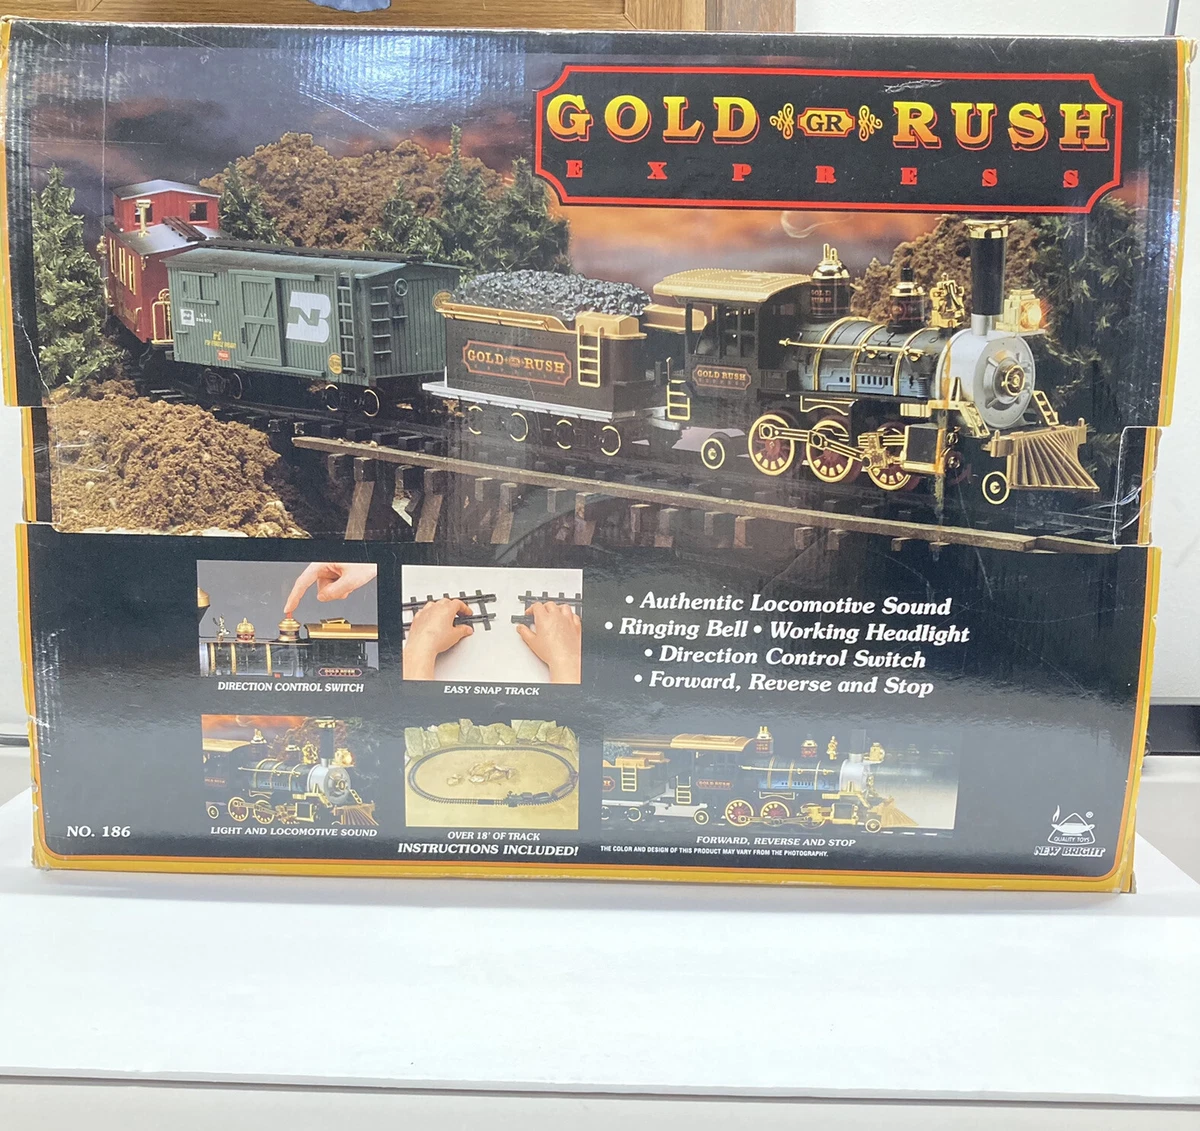 GOLD GR RUSH
EXPRESS
GOLD RUSH
GOLD RUSH
BN
• Authentic Locomotive Sound
• Ringing Bell • Working Headlight
• Direction Control Switch
• Forward, Reverse and Stop
DIRECTION CONTROL SWITCH
EASY SNAP TRACK
LIGHT AND LOCOMOTIVE SOUND
OVER 18' OF TRACK
FORWARD, REVERSE AND STOP
INSTRUCTIONS INCLUDED!
THE COLOR AND DESIGN OF THIS PRODUCT MAY VARY FROM THE PHOTOGRAPHY.
NO. 186
®
QUALITY TOYS
NEW BRIGHT